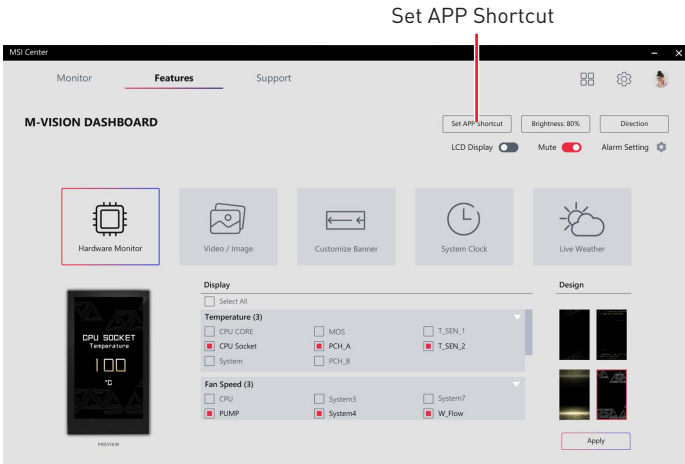 Set APP Shortcut
MSI Center
Monitor Features Support
M-VISION DASHBOARD
Set APP Shortcut Brightness: 80% Direction
LCD Display Mute Alarm Setting
Hardware Monitor Video / Image Customize Banner System Clock Live Weather
Display Design
Select All
Temperature (3)
CPU CORE MOS T_SEN_1
CPU Socket PCH_A T_SEN_2
System PCH_B
CPU SOCKET
Temperature
100
°C
Fan Speed (3)
CPU System3 System7
PUMP System4 W_Flow
PREVIEW
Apply